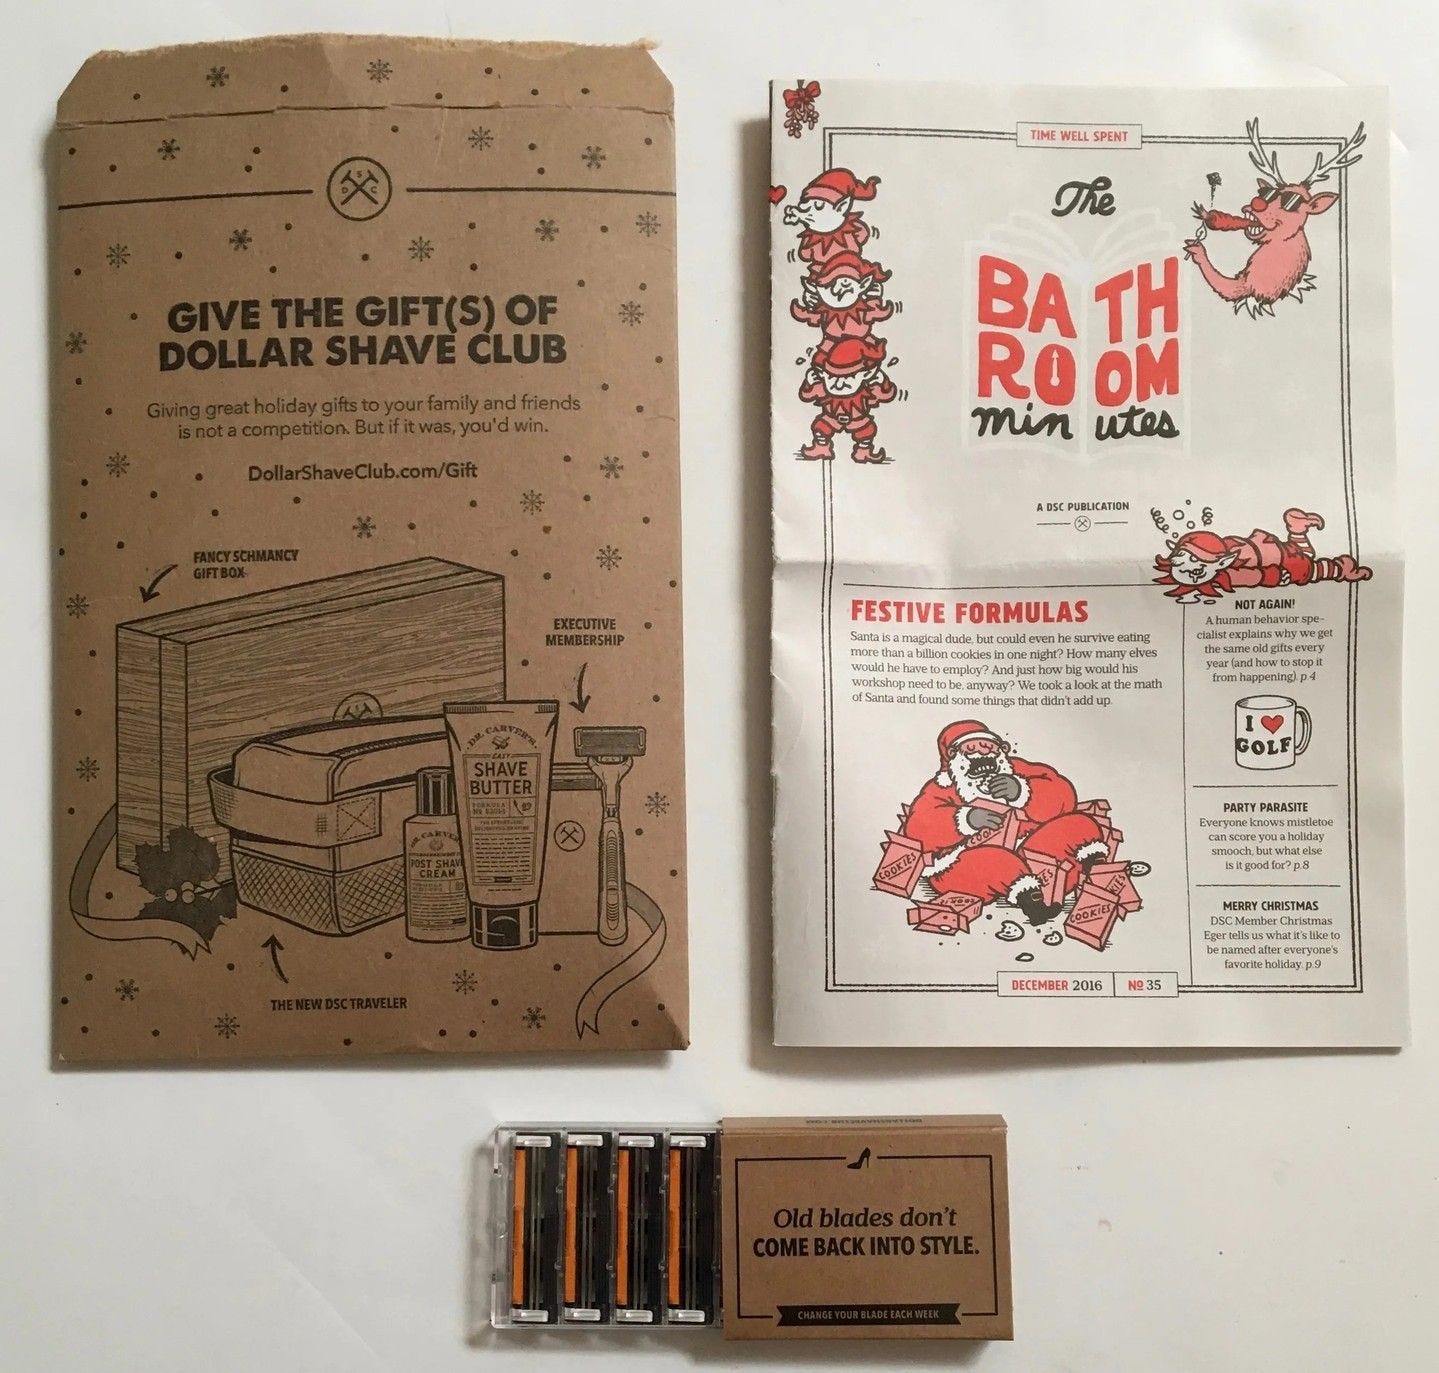 S
D C
GIVE THE GIFT(S) OF
DOLLAR SHAVE CLUB
Giving great holiday gifts to your family and friends
is not a competition. But if it was, you'd win.
DollarShaveClub.com/Gift
FANCY SCHMANCY
GIFT BOX
EXECUTIVE
MEMBERSHIP
DR. CARVER'S
EASY
SHAVE
BUTTER
DR. CARVER'S
POST SHAVE
CREAM
THE NEW DSC TRAVELER
TIME WELL SPENT
The
BATH
ROOM
minutes
A DSC PUBLICATION
FESTIVE FORMULAS
Santa is a magical dude, but could even he survive eating
more than a billion cookies in one night? How many elves
would he have to employ? And just how big would his
workshop need to be, anyway? We took a look at the math
of Santa and found some things that didn't add up.
COOKIES
COOKIES
COOKIES
NOT AGAIN!
A human behavior spe-
cialist explains why we get
the same old gifts every
year (and how to stop it
from happening). p 4
I ❤
GOLF
PARTY PARASITE
Everyone knows mistletoe
can score you a holiday
smooch, but what else
is it good for? p.8
MERRY CHRISTMAS
DSC Member Christmas
Eger tells us what it's like to
be named after everyone's
favorite holiday. p.9
DECEMBER 2016 No 35
DOLLARSHAVECLUB.COM
Old blades don't
COME BACK INTO STYLE.
CHANGE YOUR BLADE EACH WEEK